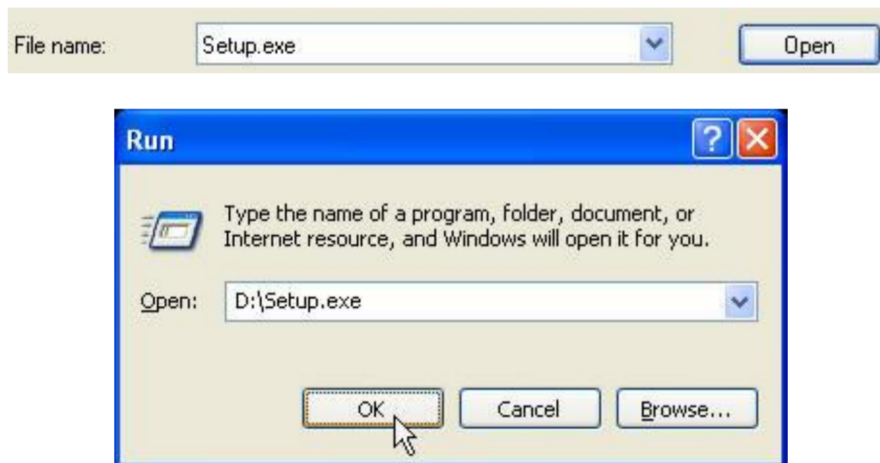 File name: Setup.exe Open
Run
Type the name of a program, folder, document, or
Internet resource, and Windows will open it for you.
Open: D:\Setup.exe
OK Cancel Browse...